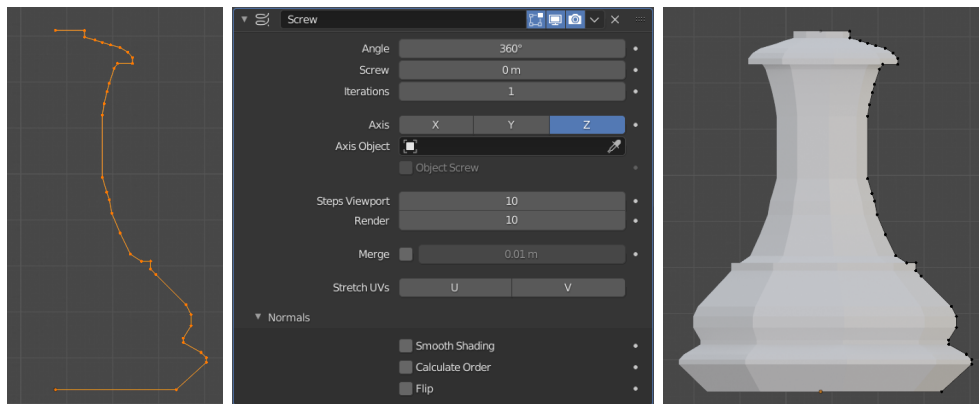 Screw
Angle 360°
Screw 0 m
Iterations 1
Axis X Y Z
Axis Object
Object Screw
Steps Viewport 10
Render 10
Merge 0.01 m
Stretch UVs U V
Normals
Smooth Shading
Calculate Order
Flip